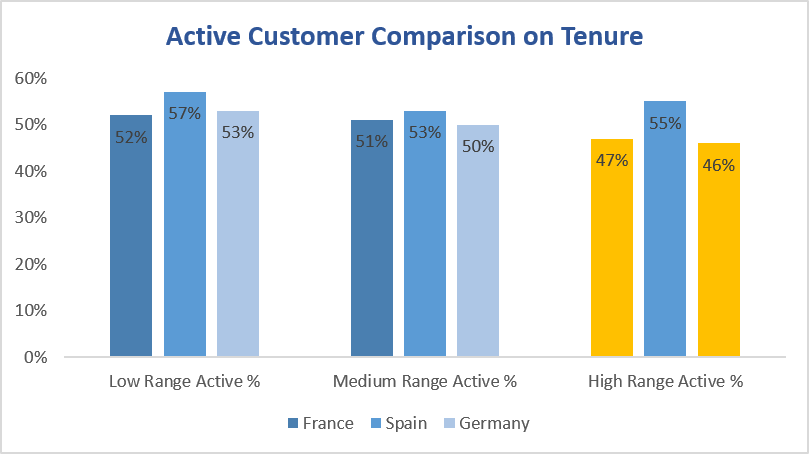 Active Customer Comparison on Tenure
60%
50%
40%
30%
20%
10%
0%
52%
57%
53%
51%
53%
50%
47%
55%
46%
Low Range Active %
Medium Range Active %
High Range Active %
France
Spain
Germany